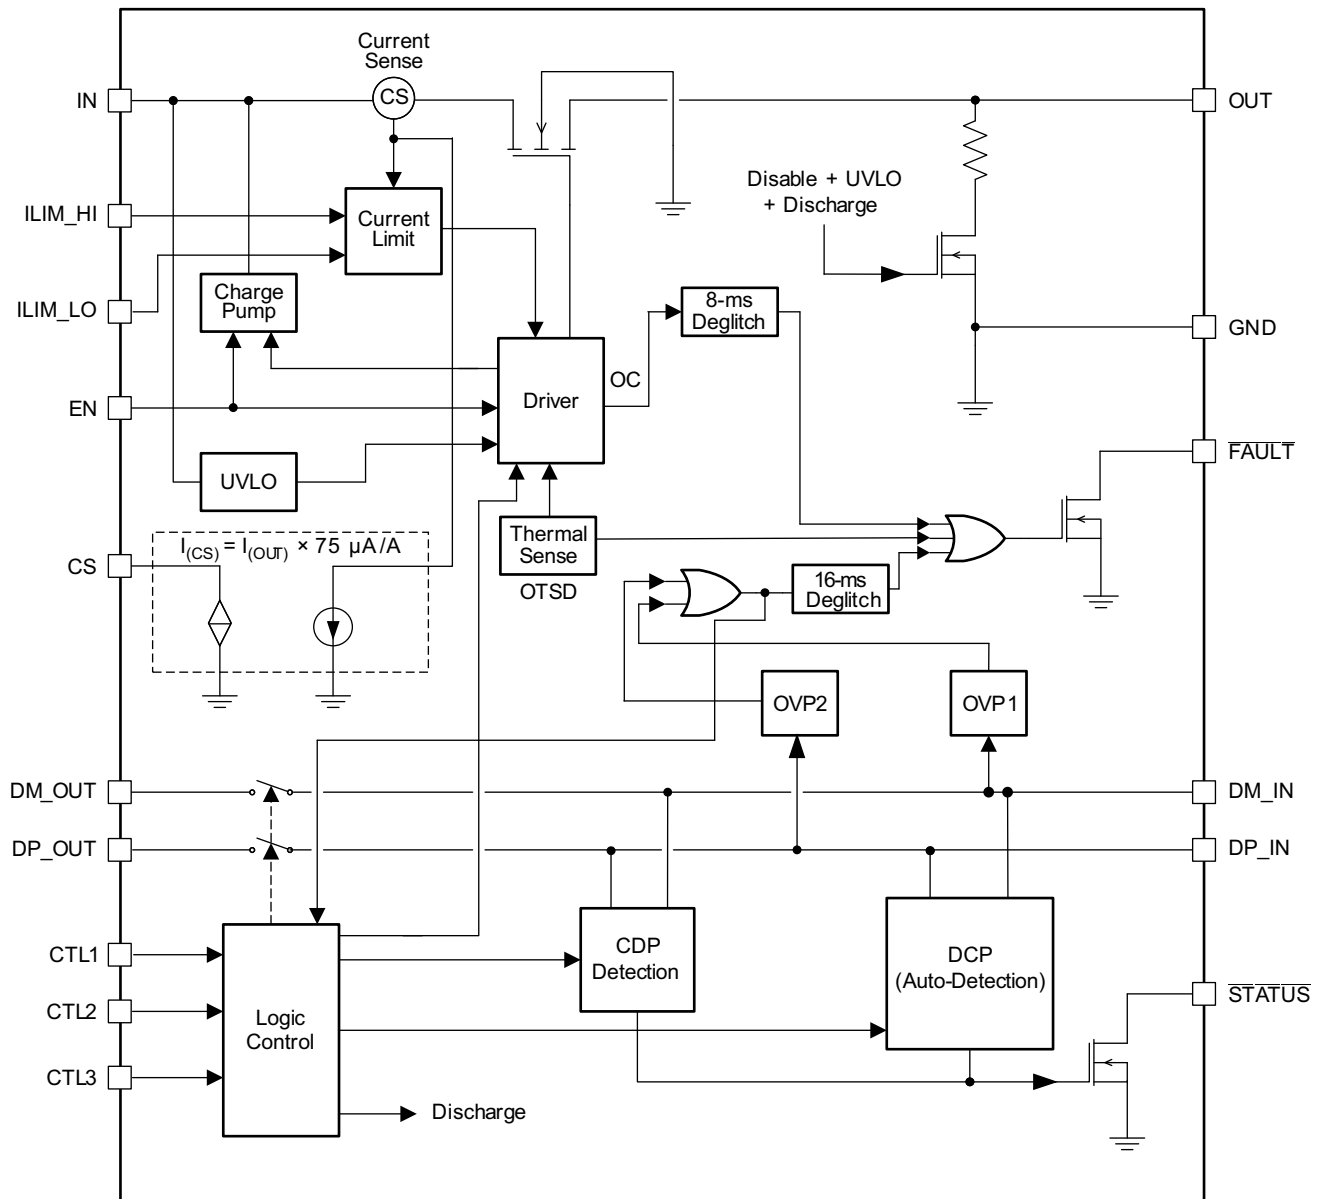 Current
Sense
IN
CS
OUT
Disable + UVLO
+ Discharge
ILIM_HI
Current
Limit
ILIM_LO
Charge
Pump
8-ms
Deglitch
GND
OC
EN
Driver
FAULT
UVLO
I(CS) = I(OUT) × 75 µA/A
Thermal
Sense
CS
OTSD
16-ms
Deglitch
OVP2
OVP1
DM_OUT
DM_IN
DP_OUT
DP_IN
CTL1
CDP
Detection
DCP
(Auto-Detection)
STATUS
CTL2
Logic
Control
CTL3
Discharge